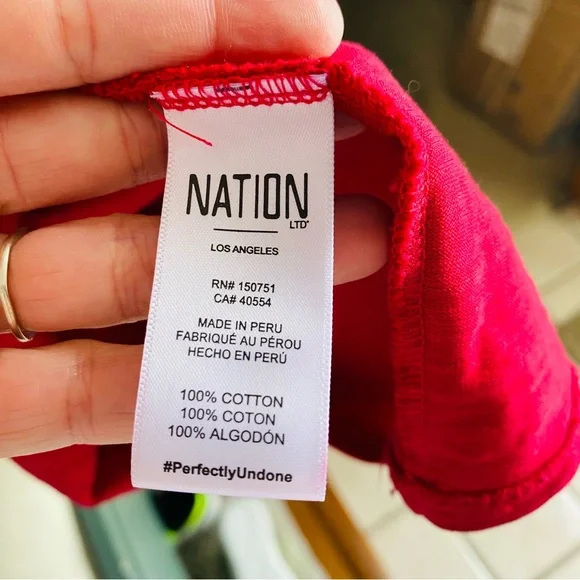 NATION
LTD
LOS ANGELES
RN# 150751
CA# 40554
MADE IN PERU
FABRIQUÉ AU PÉROU
HECHO EN PERÚ
100% COTTON
100% COTON
100% ALGODÓN
#PerfectlyUndone